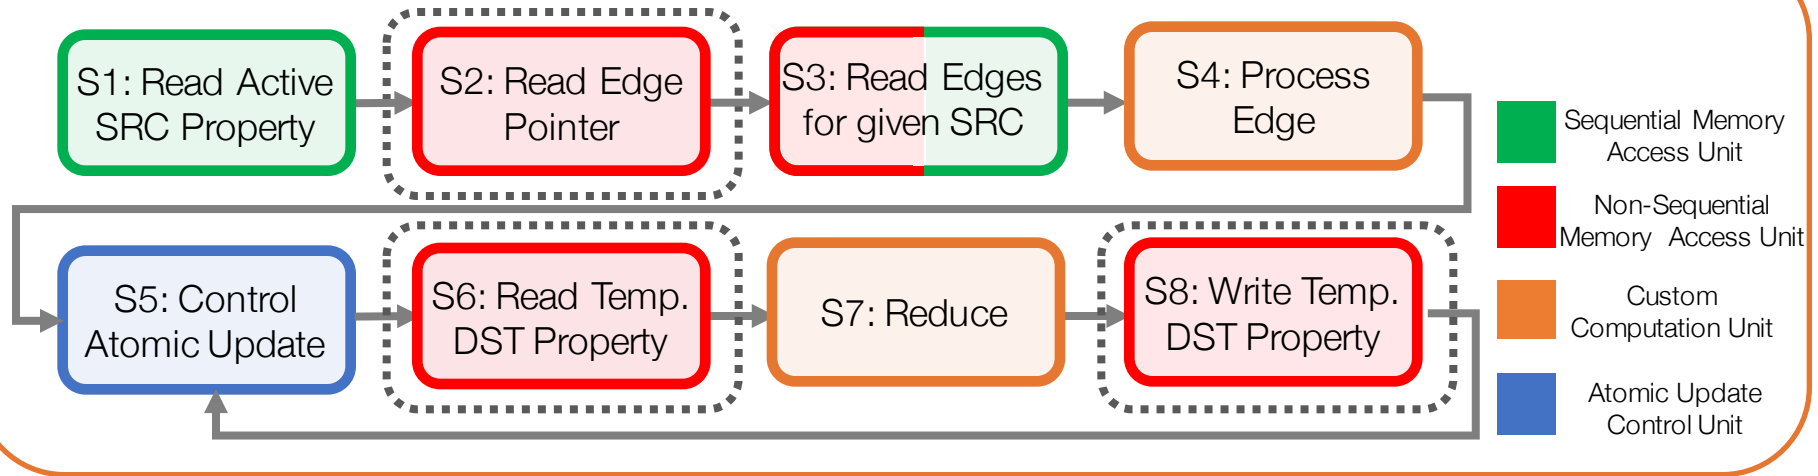 S1: Read Active
SRC Property
S2: Read Edge
Pointer
S3: Read Edges
for given SRC
S4: Process
Edge
S5: Control
Atomic Update
S6: Read Temp.
DST Property
S7: Reduce
S8: Write Temp.
DST Property
Sequential Memory
Access Unit
Non-Sequential
Memory Access Unit
Custom
Computation Unit
Atomic Update
Control Unit